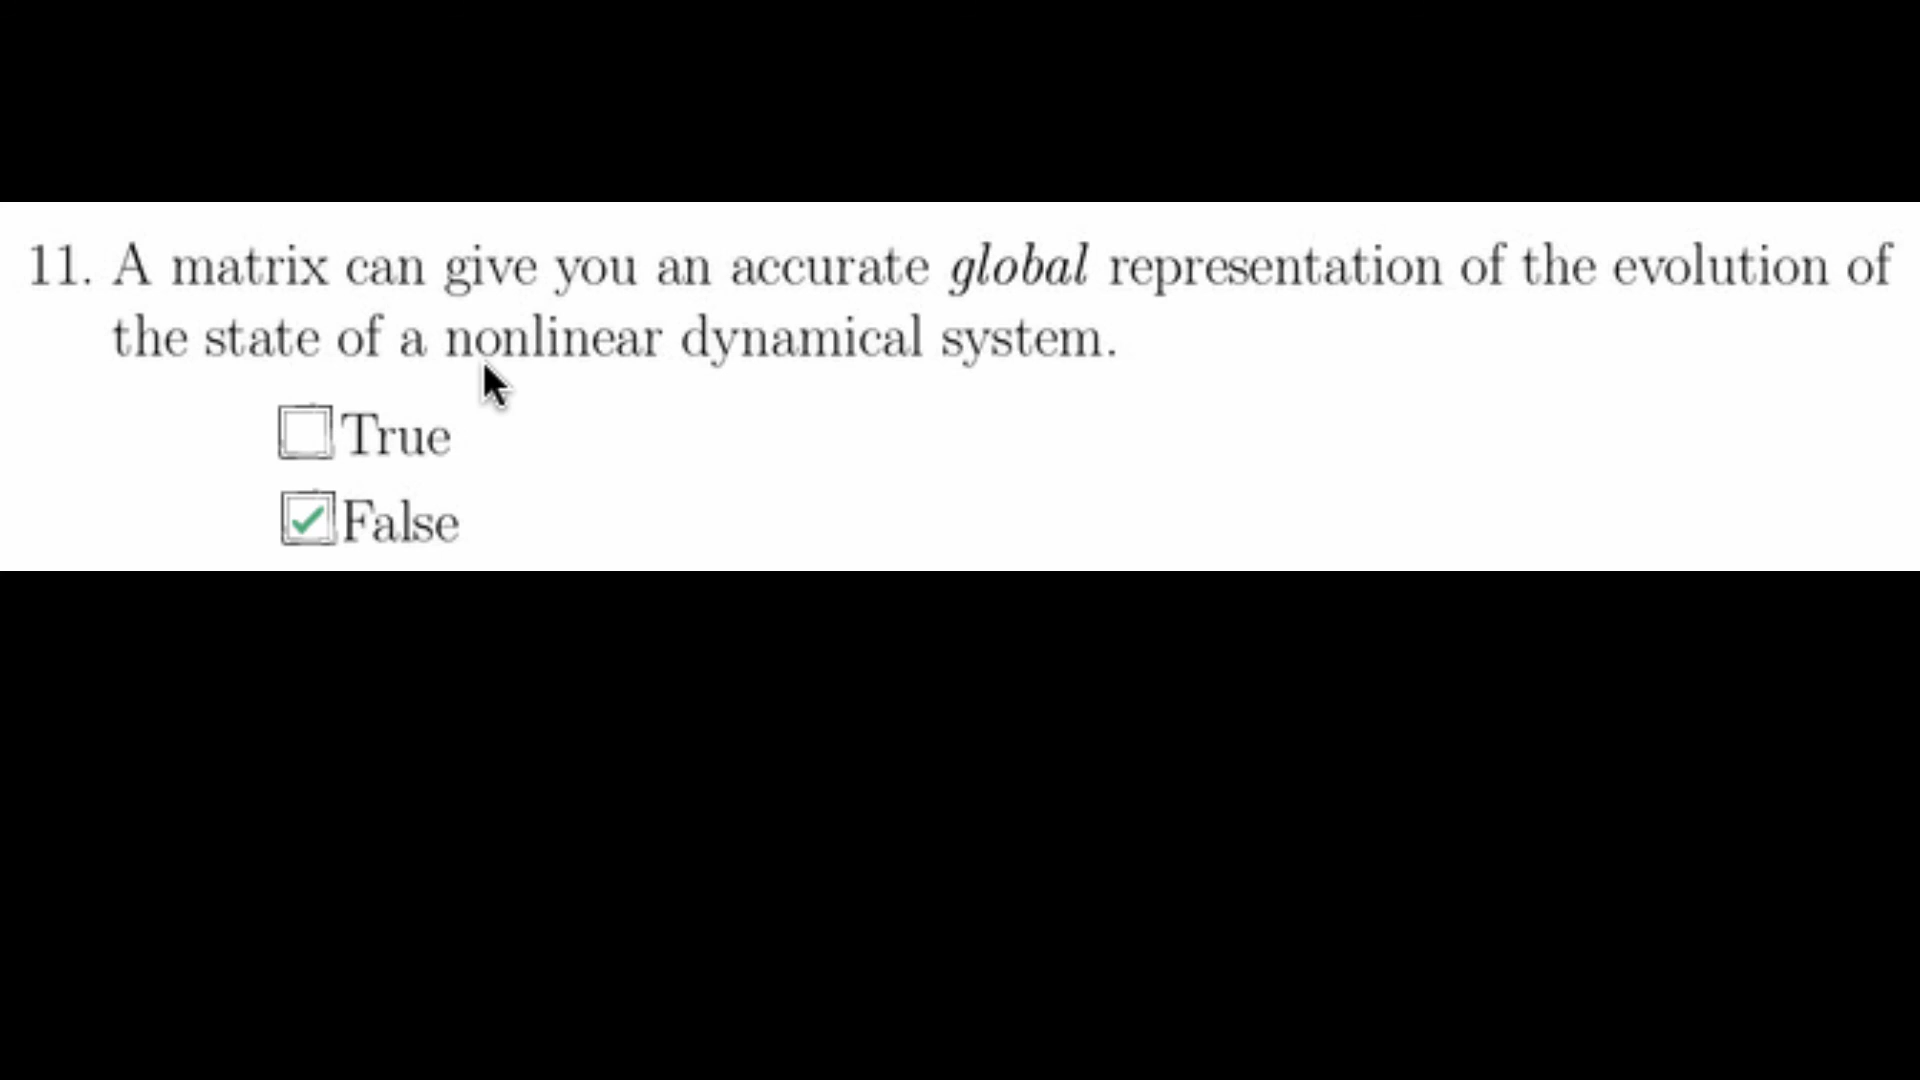 11. A matrix can give you an accurate global representation of the evolution of
the state of a nonlinear dynamical system.
True
False